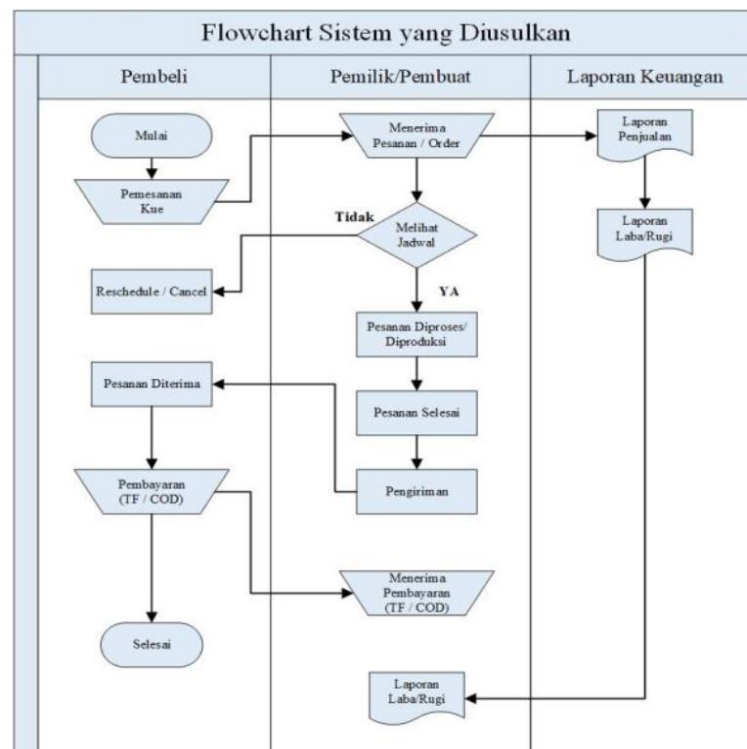 Flowchart Sistem yang Diusulkan
Pembeli
Pemilik/Pembuat
Laporan Keuangan
Mulai
Menerima
Pesanan / Order
Laporan
Penjualan
Pemesanan
Kue
Tidak
Melihat
Jadwal
Laporan
Laba/Rugi
Reschedule / Cancel
YA
Pesanan Diproses/
Diproduksi
Pesanan Diterima
Pesanan Selesai
Pembayaran
(TF / COD)
Pengiriman
Menerima
Pembayaran
(TF / COD)
Selesai
Laporan
Laba/Rugi